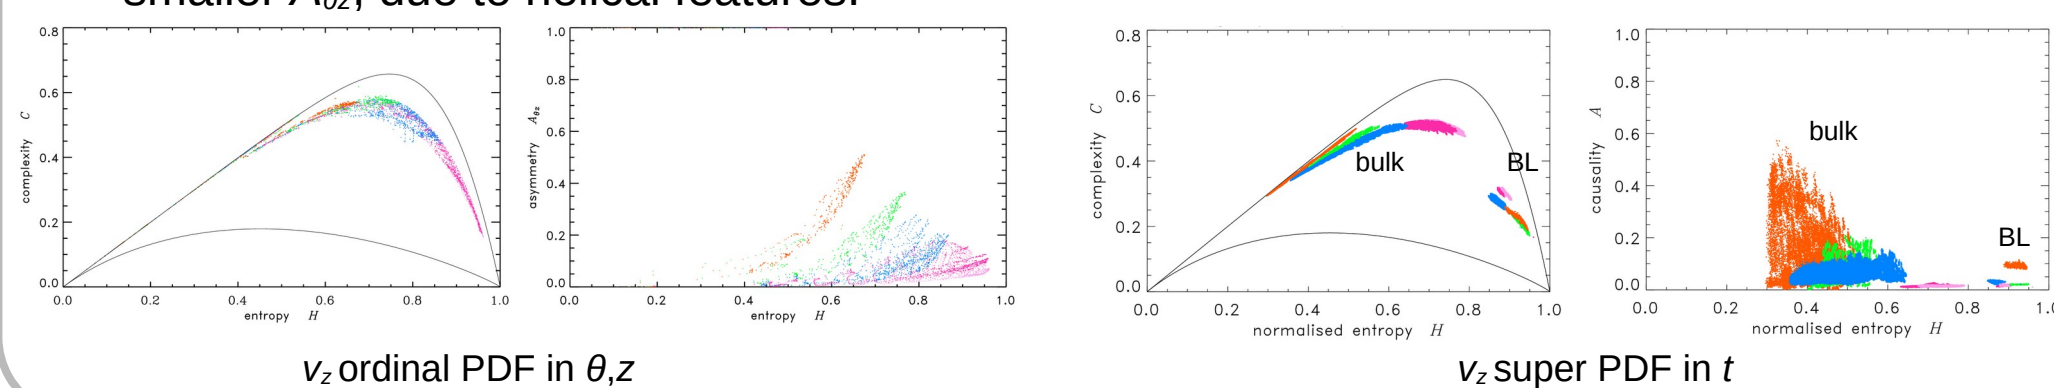 smaller Aθz, due to helical features.
0.8
0.6
0.4
0.2
0.0
complexity C
0.0 0.2 0.4 0.6 0.8 1.0
entropy H
1.0
0.8
0.6
0.4
0.2
0.0
asymmetry Aθz
0.0 0.2 0.4 0.6 0.8 1.0
entropy H
vz ordinal PDF in θ,z
0.8
0.6
0.4
0.2
0.0
complexity C
bulk
BL
0.0 0.2 0.4 0.6 0.8 1.0
normalised entropy H
1.0
0.8
0.6
0.4
0.2
0.0
causality A
bulk
BL
0.0 0.2 0.4 0.6 0.8 1.0
normalised entropy H
vz super PDF in t